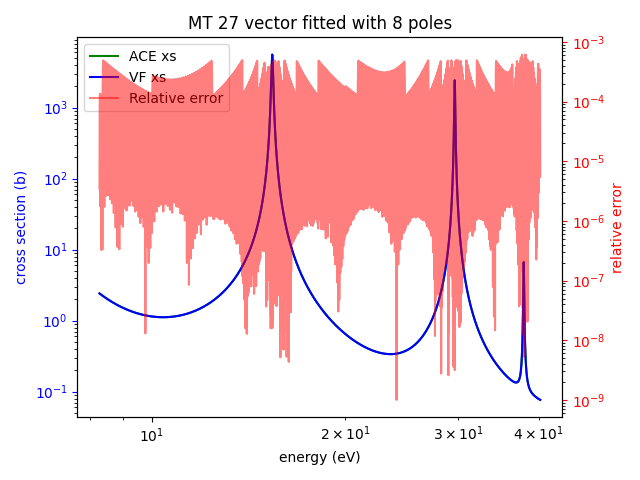 MT 27 vector fitted with 8 poles
ACE xs
VF xs
Relative error
cross section (b)
10³
10²
10¹
10⁰
10⁻¹
10⁻³
10⁻⁴
10⁻⁵
10⁻⁶
10⁻⁷
10⁻⁸
10⁻⁹
relative error
10¹ 2 × 10¹ 3 × 10¹ 4 × 10¹
energy (eV)